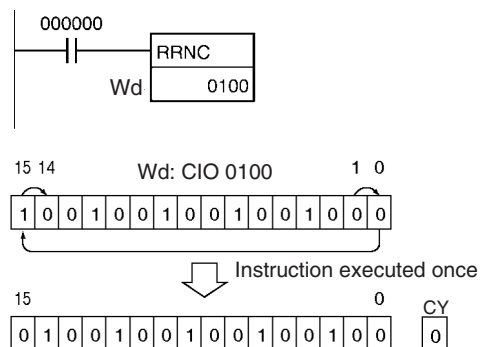 000000
RRNC
Wd 0100
15 14 Wd: CIO 0100 1 0
1 0 0 1 0 0 1 0 0 1 0 0 1 0 0 0
Instruction executed once
15 0 CY
0 1 0 0 1 0 0 1 0 0 1 0 0 1 0 0 0